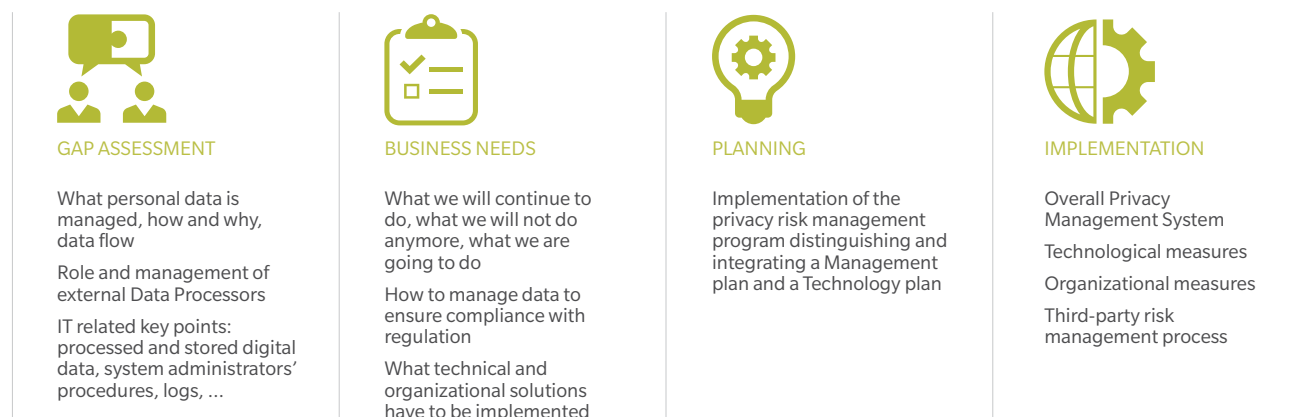 GAP ASSESSMENT
What personal data is
managed, how and why,
data flow
Role and management of
external Data Processors
IT related key points:
processed and stored digital
data, system administrators’
procedures, logs, ...
BUSINESS NEEDS
What we will continue to
do, what we will not do
anymore, what we are
going to do
How to manage data to
ensure compliance with
regulation
What technical and
organizational solutions
have to be implemented
PLANNING
Implementation of the
privacy risk management
program distinguishing and
integrating a Management
plan and a Technology plan
IMPLEMENTATION
Overall Privacy
Management System
Technological measures
Organizational measures
Third-party risk
management process